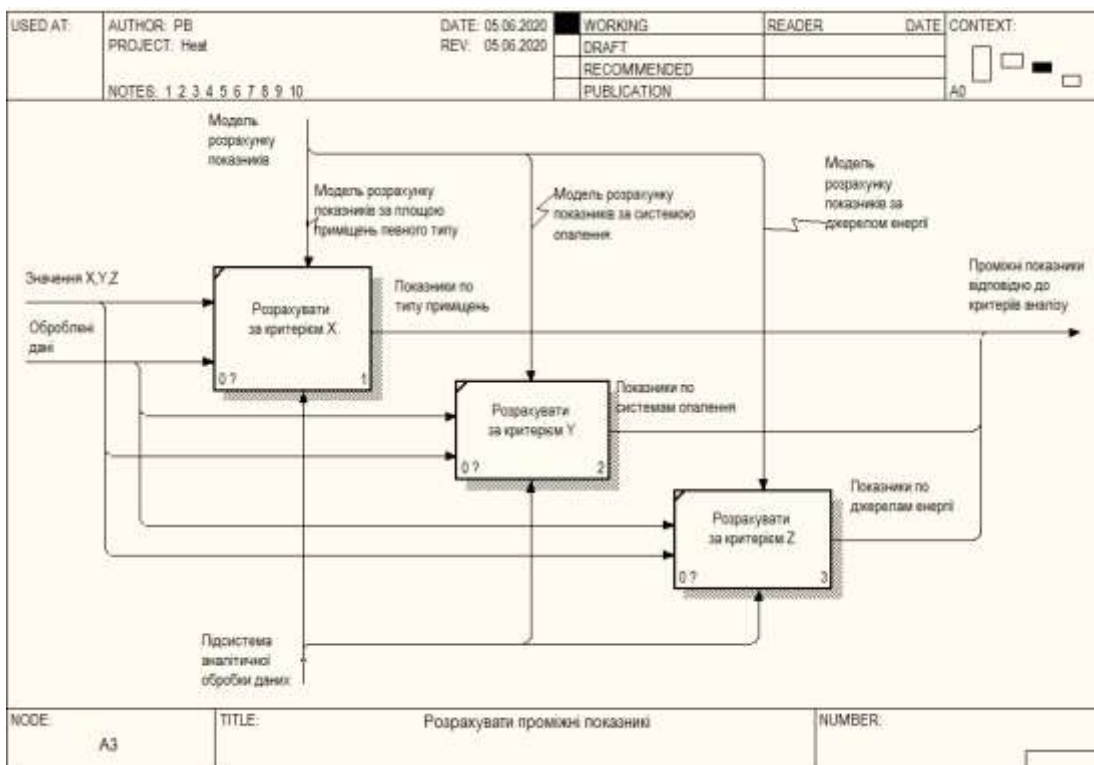 USED AT:
AUTHOR: PB
DATE: 05.06.2020
WORKING
READER
DATE
CONTEXT:
PROJECT: Heat
REV: 05.06.2020
DRAFT
RECOMMENDED
NOTES: 1 2 3 4 5 6 7 8 9 10
PUBLICATION
A0
Модель
розрахунку
показників
Модель розрахунку
показників за площою
приміщень певного типу
Модель розрахунку
показників за системою
опалення
Модель
розрахунку
показників за
джерелом енергії
Значення X,Y,Z
Оброблені
дані
Розрахувати
за критерієм X
0 ?
1
Показники по
типу приміщень
Проміжні показники
відповідно до
критеріїв аналізу
Розрахувати
за критерієм Y
0 ?
2
Показники по
системам опалення
Розрахувати
за критерієм Z
0 ?
3
Показники по
джерелам енергії
Підсистема
аналітичної
обробки даних
NODE:
A3
TITLE:
Розрахувати проміжні показникі
NUMBER: